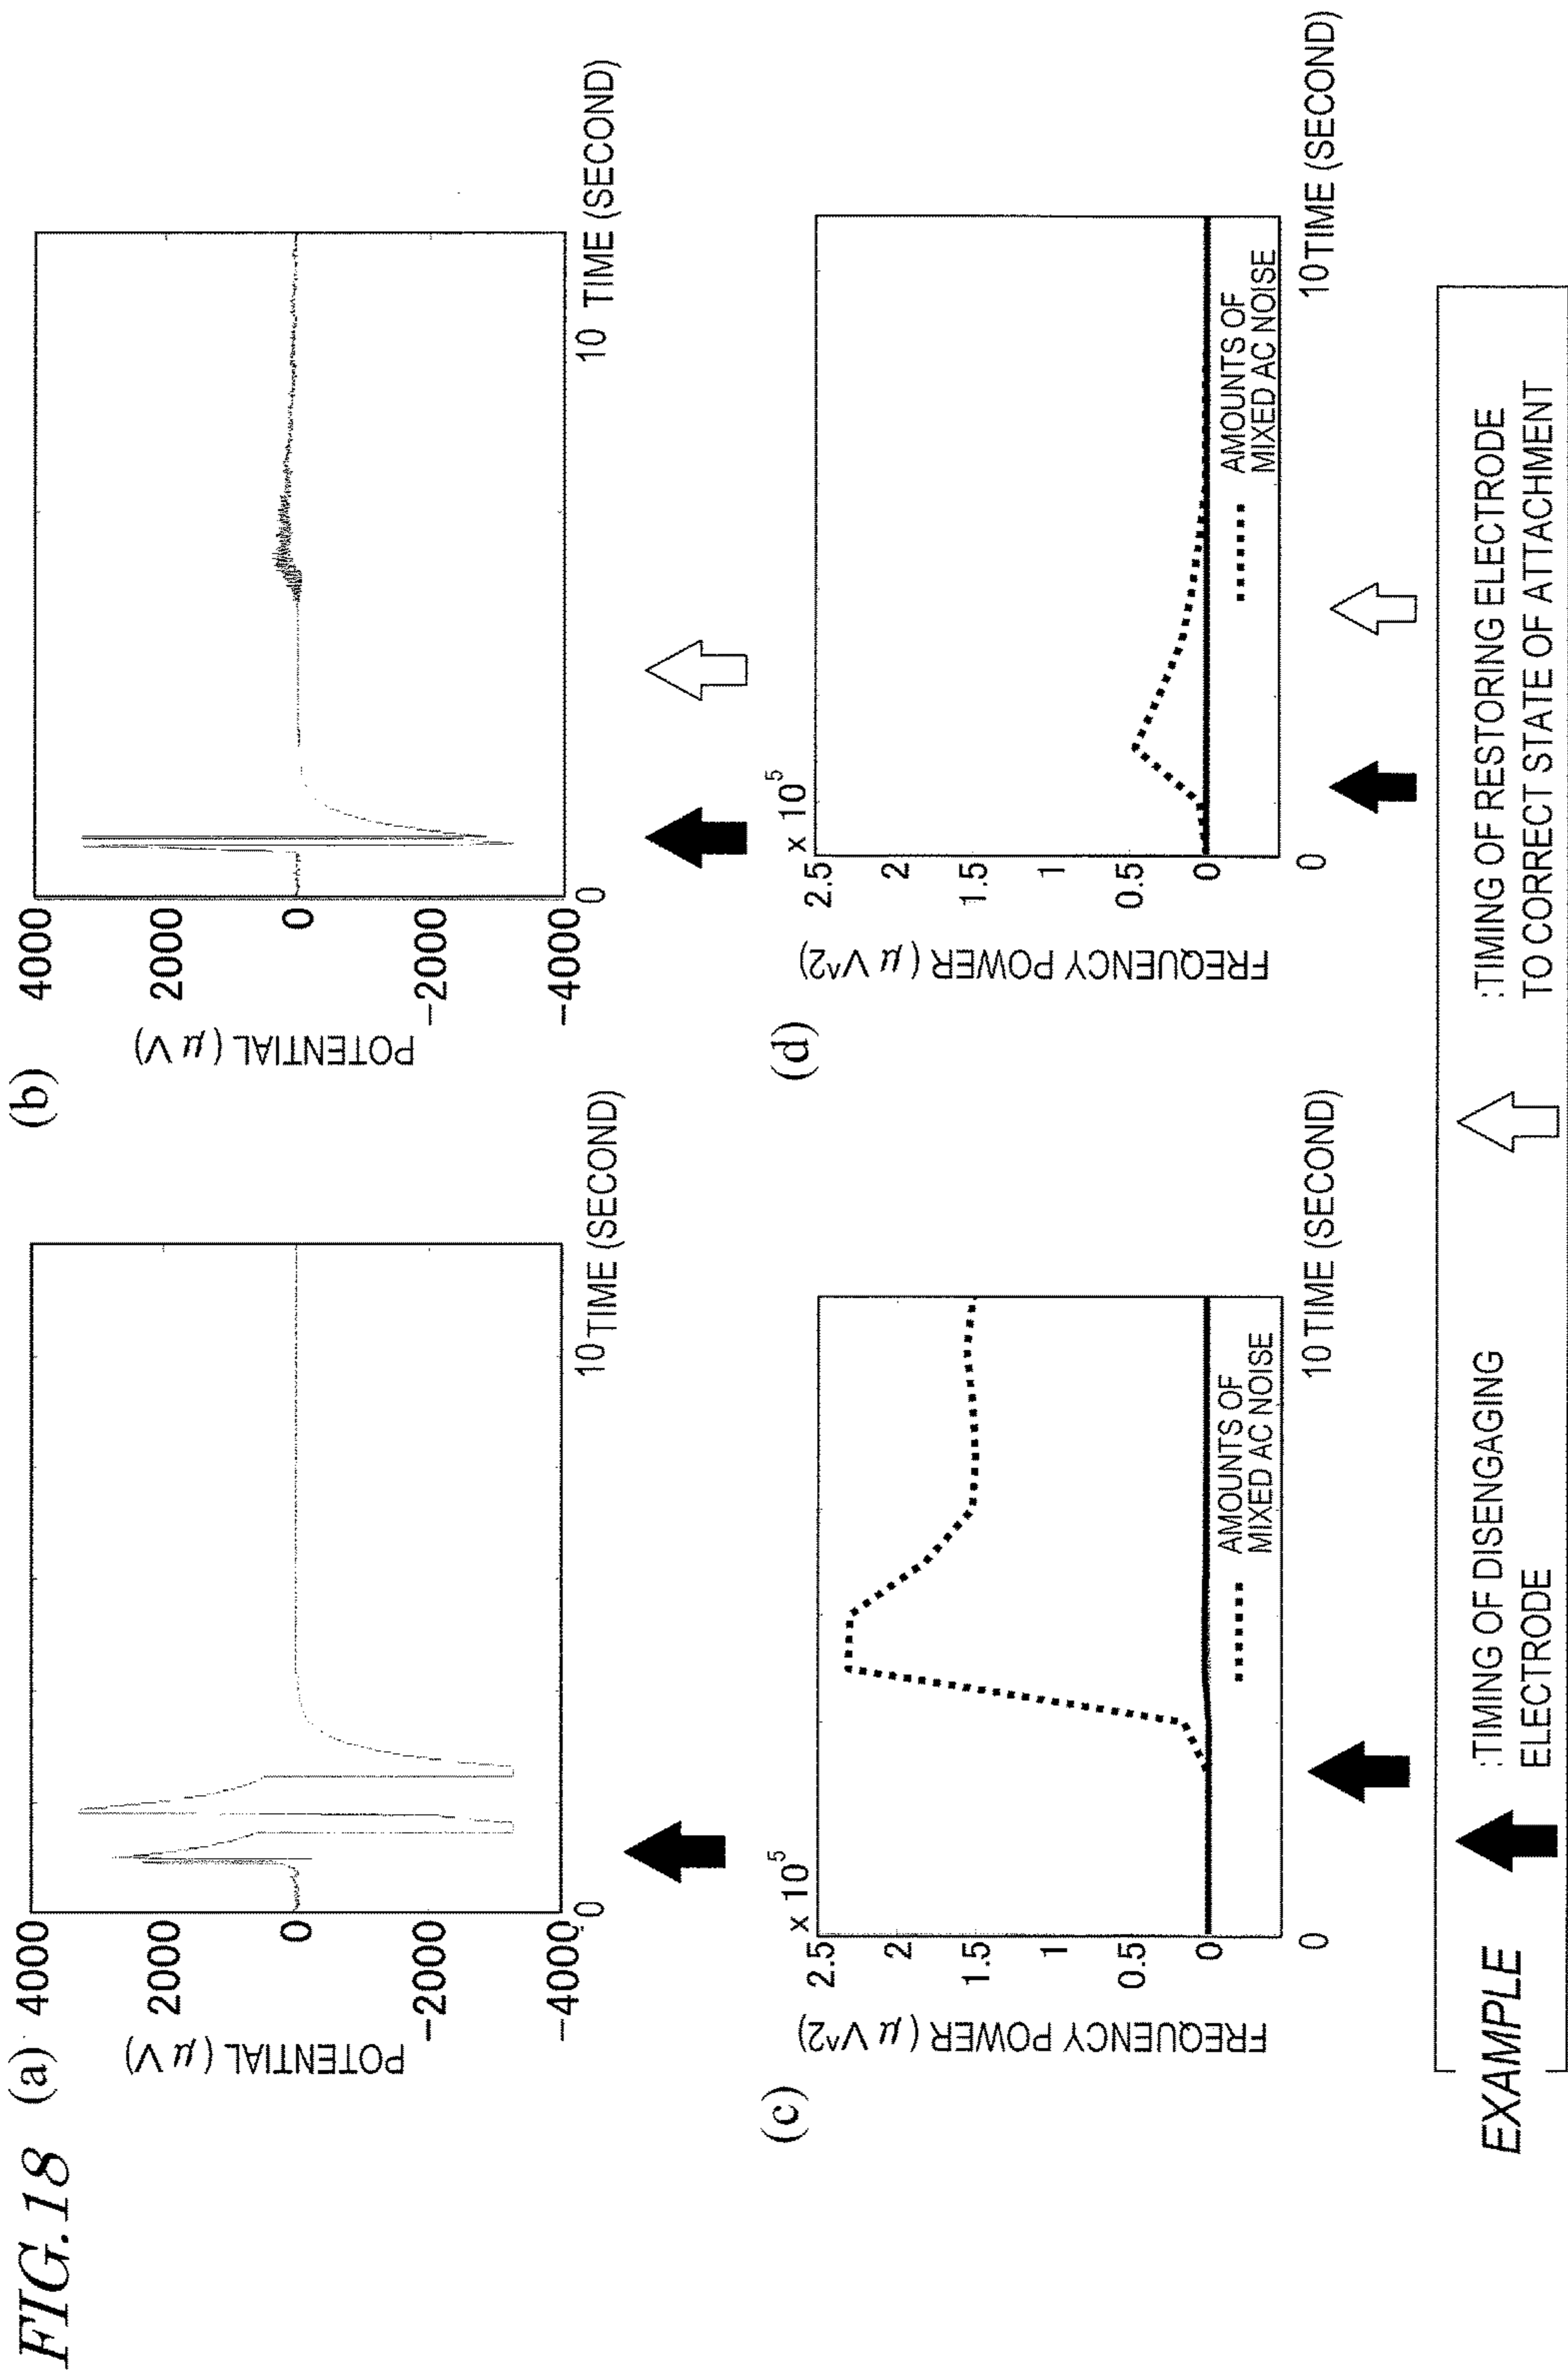 FIG.18
(a)
4000
2000
0
-2000
-4000
POTENTIAL (μV)
0
10 TIME (SECOND)
(b)
4000
2000
0
-2000
-4000
POTENTIAL (μV)
0
10 TIME (SECOND)
(c)
× 10^5
2.5
2
1.5
1
0.5
0
FREQUENCY POWER (μV^2)
AMOUNTS OF
MIXED AC NOISE
0
10 TIME (SECOND)
(d)
× 10^5
2.5
2
1.5
1
0.5
0
FREQUENCY POWER (μV^2)
AMOUNTS OF
MIXED AC NOISE
0
10 TIME (SECOND)
EXAMPLE
:TIMING OF DISENGAGING
ELECTRODE
:TIMING OF RESTORING ELECTRODE
TO CORRECT STATE OF ATTACHMENT